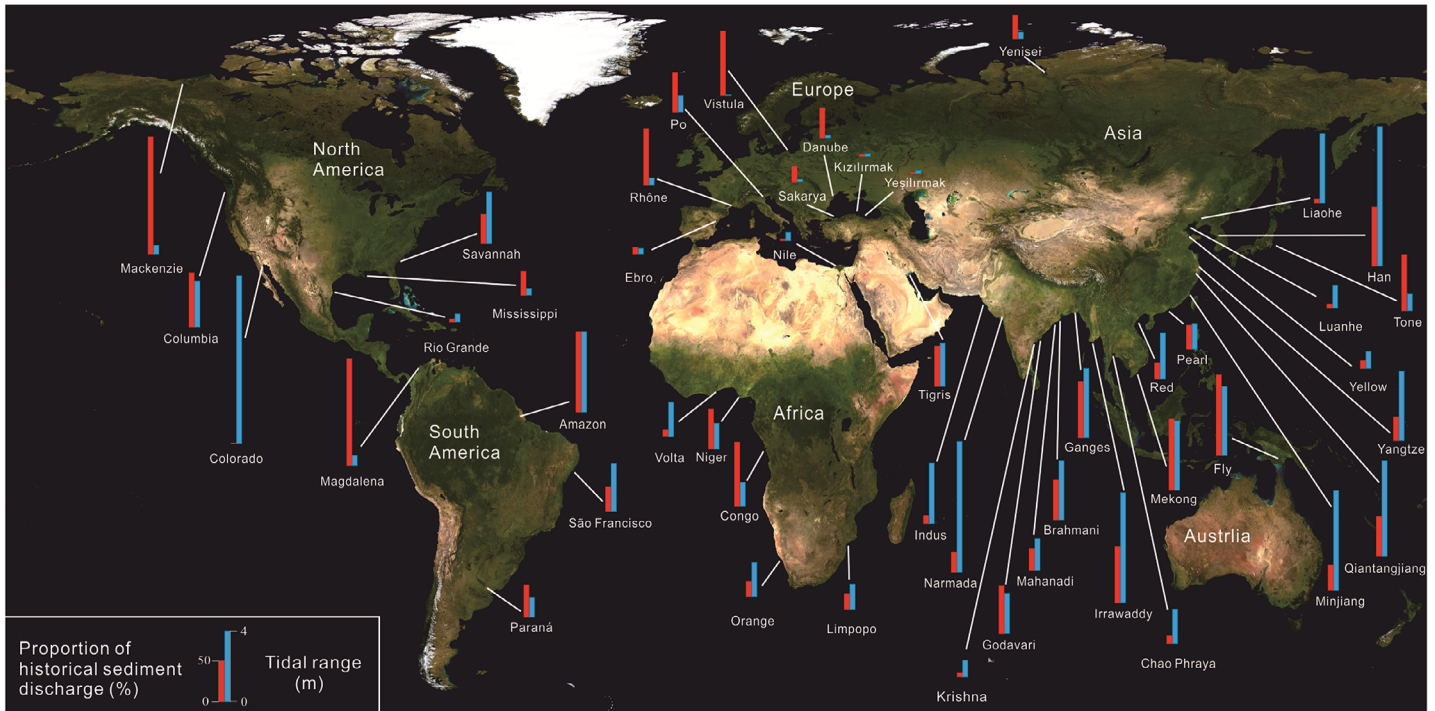 Yenisei
Vistula
Europe
Po
Asia
Danube
North
America
Kızılırmak
Yeşilırmak
Rhône
Sakarya
Liaohe
Savannah
Nile
Mackenzie
Ebro
Han
Mississippi
Luanhe
Tone
Columbia
Rio Grande
Pearl
Red
Yellow
Tigris
Africa
Amazon
South
America
Yangtze
Ganges
Volta
Niger
Colorado
Fly
Magdalena
Mekong
Congo
São Francisco
Brahmani
Indus
Austrlia
Narmada
Mahanadi
Qiantangjiang
Minjiang
Irrawaddy
Orange
Paraná
Limpopo
Godavari
Chao Phraya
Krishna
Proportion of
historical sediment
discharge (%)
50
0
4
0
Tidal range
(m)